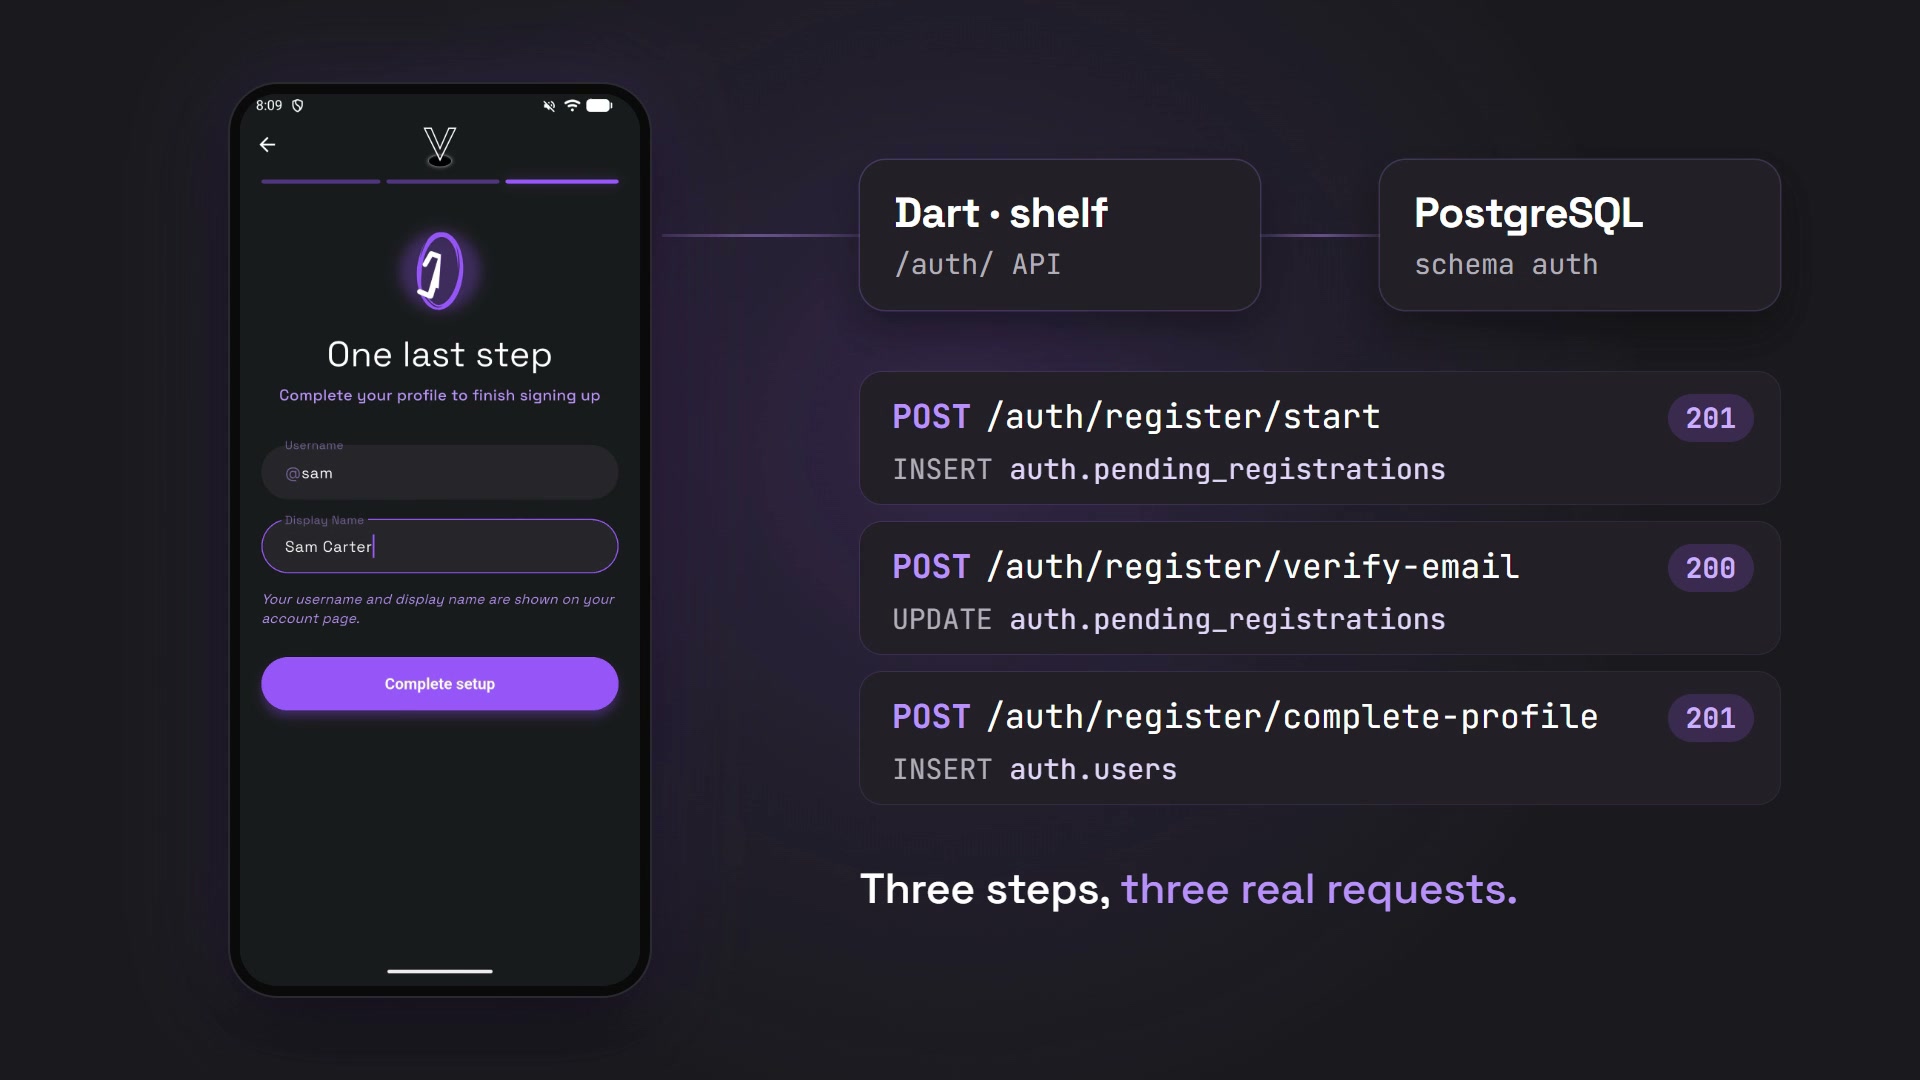 8:09
V
One last step
Complete your profile to finish signing up
Username
@sam
Display Name
Sam Carter
Your username and display name are shown on your
account page.
Complete setup
Dart · shelf
/auth/ API
PostgreSQL
schema auth
POST /auth/register/start 201
INSERT auth.pending_registrations
POST /auth/register/verify-email 200
UPDATE auth.pending_registrations
POST /auth/register/complete-profile 201
INSERT auth.users
Three steps, three real requests.